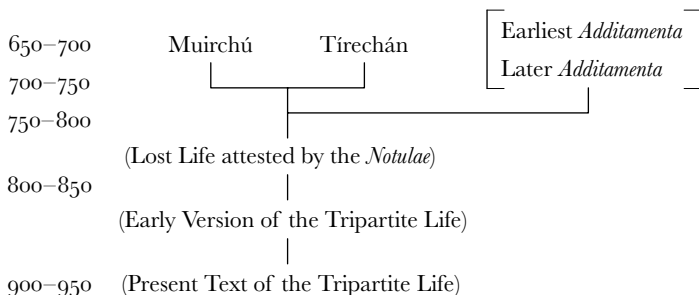 Earliest Additamenta
650–700 Muirchú Tírechán
Later Additamenta
700–750
750–800
(Lost Life attested by the Notulae)
800–850
(Early Version of the Tripartite Life)
900–950 (Present Text of the Tripartite Life)